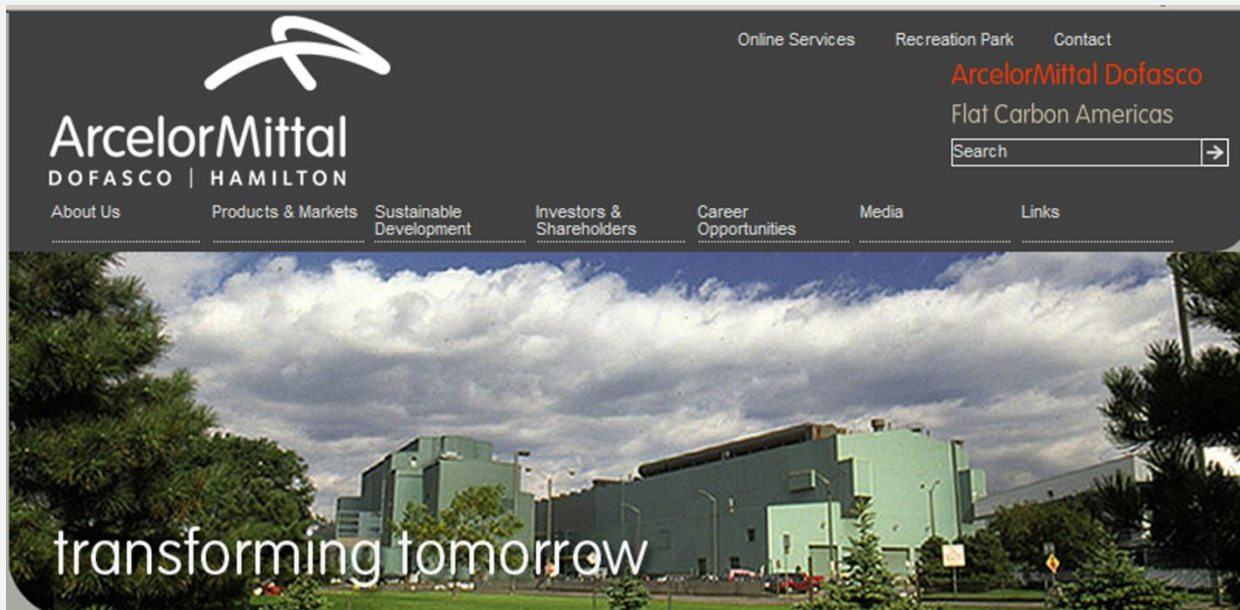 Online Services Recreation Park Contact
ArcelorMittal Dofasco
Flat Carbon Americas
Search
ArcelorMittal
DOFASCO | HAMILTON
About Us Products & Markets Sustainable Development Investors & Shareholders Career Opportunities Media Links
transforming tomorrow